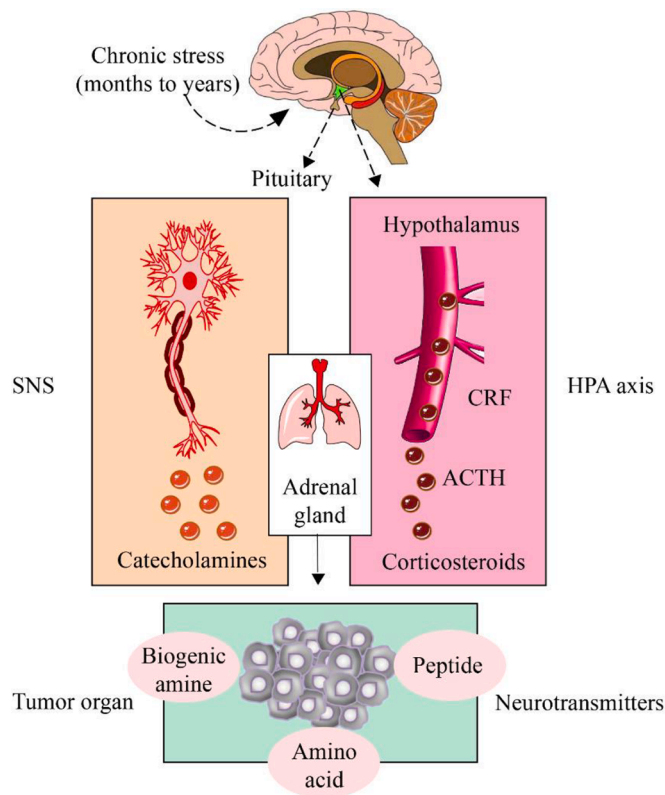 Chronic stress
(months to years)
Pituitary
Hypothalamus
SNS
HPA axis
CRF
ACTH
Adrenal
gland
Catecholamines
Corticosteroids
Biogenic
amine
Peptide
Tumor organ
Neurotransmitters
Amino
acid